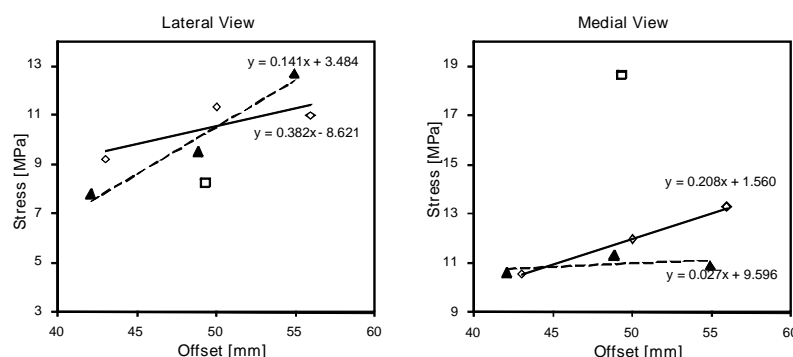 Lateral View
Medial View
13
11
9
7
5
3
Stress [MPa]
y = 0.141x + 3.484
y = 0.382x - 8.621
40
45
50
55
60
Offset [mm]
19
17
15
13
11
9
Stress [MPa]
y = 0.208x + 1.560
y = 0.027x + 9.596
40
45
50
55
60
Offset [mm]